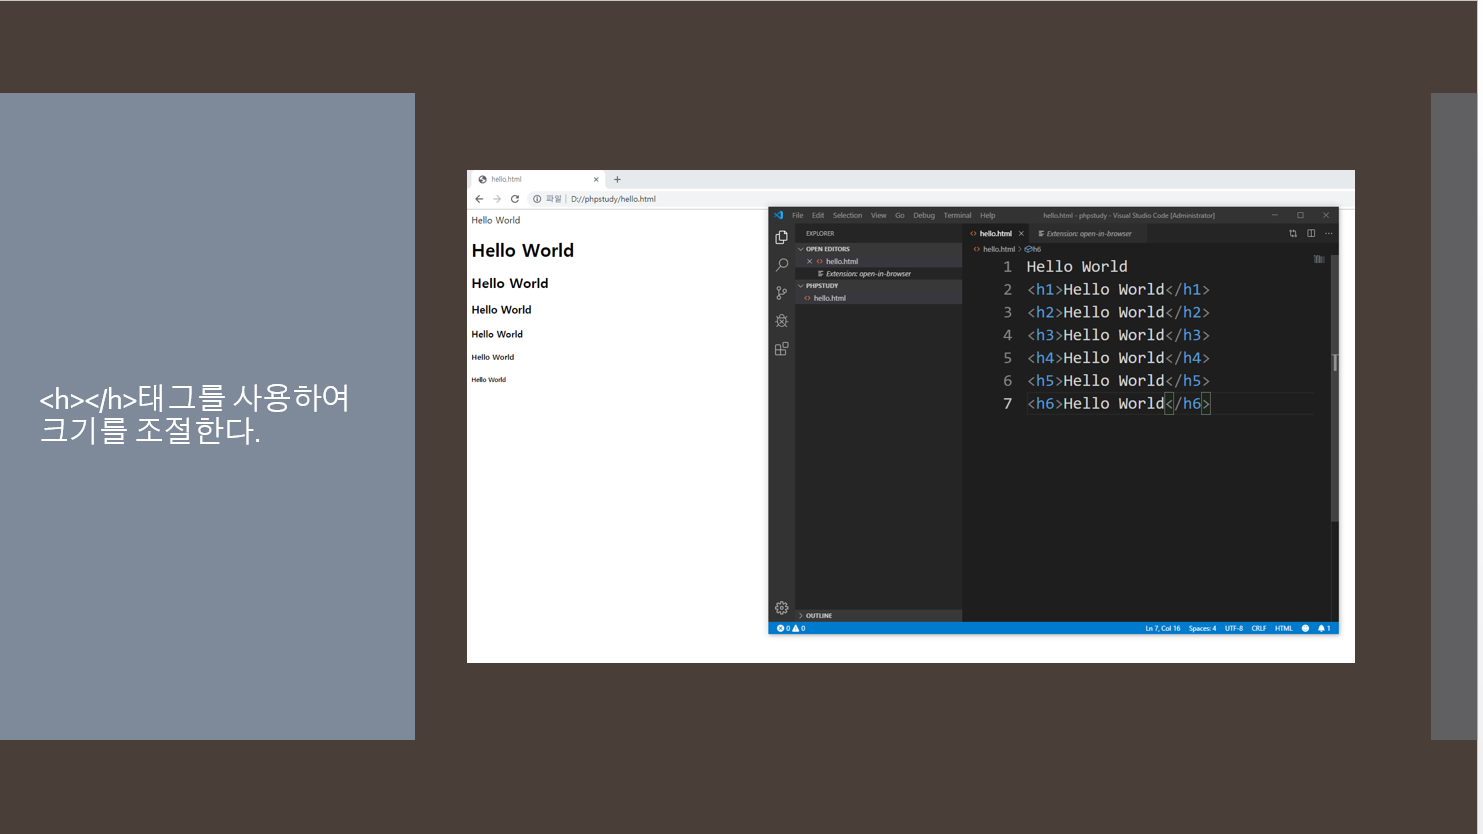 <h></h>태그를 사용하여
크기를 조절한다.
hello.html
파일 | D://phpstudy/hello.html
Hello World
Hello World
Hello World
Hello World
Hello World
Hello World
Hello World
File Edit Selection View Go Debug Terminal Help hello.html - phpstudy - Visual Studio Code [Administrator]
EXPLORER
OPEN EDITORS
hello.html
Extension: open-in-browser
PHPSTUDY
hello.html
OUTLINE
hello.html Extension: open-in-browser
hello.html > h6
1 Hello World
2 <h1>Hello World</h1>
3 <h2>Hello World</h2>
4 <h3>Hello World</h3>
5 <h4>Hello World</h4>
6 <h5>Hello World</h5>
7 <h6>Hello World</h6>
0 0 Ln 7, Col 16 Spaces: 4 UTF-8 CRLF HTML 1